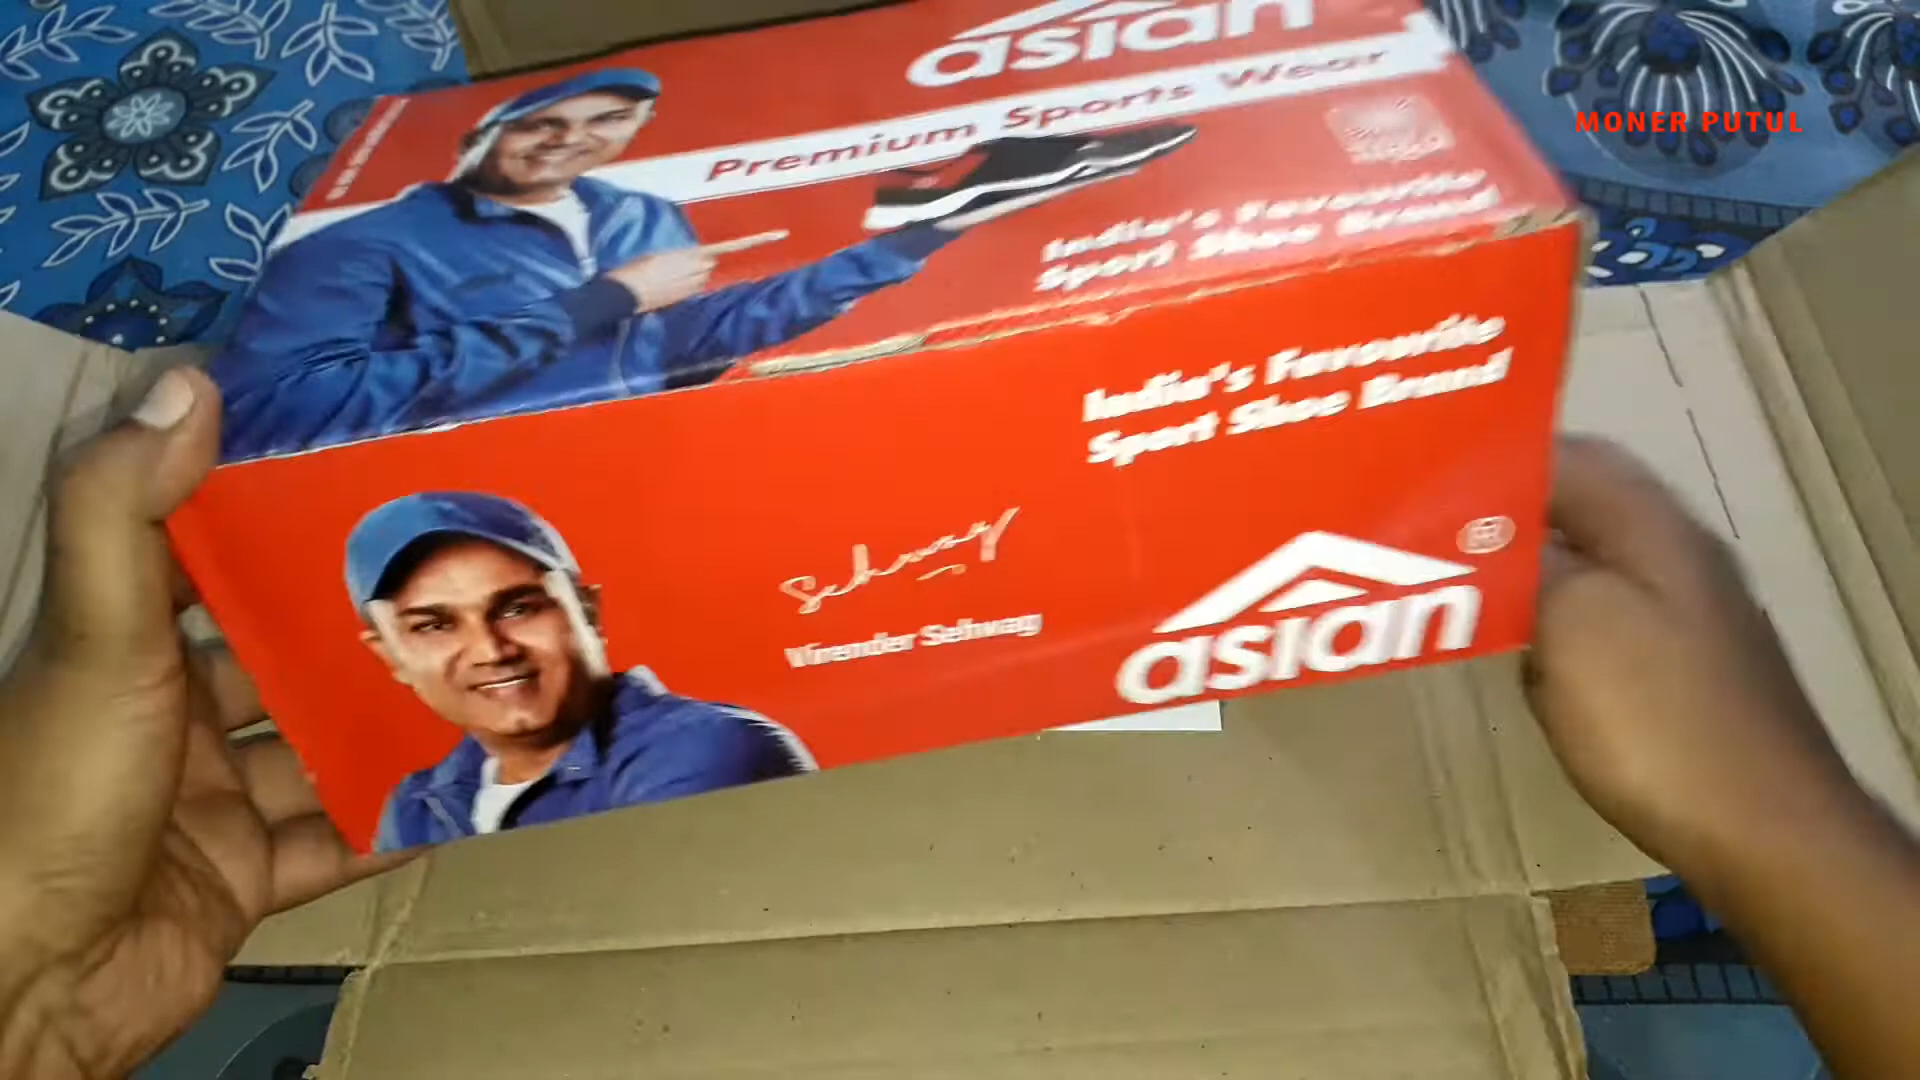 asian
MONER PUTUL
Premium Sports Wear
India's Favourite
Sport Shoe Brand
India's Favourite
Sport Shoe Brand
Sehwag
Virender Sehwag
asian